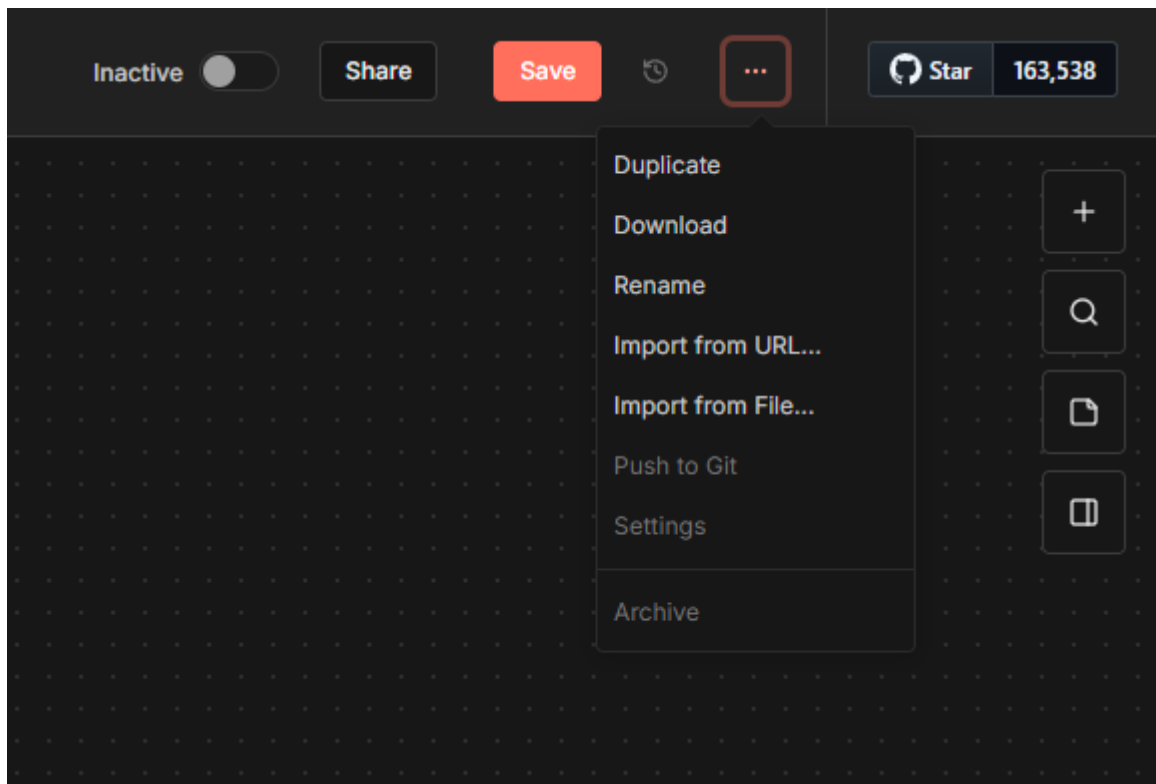 Inactive
Share
Save
Star
163,538
Duplicate
Download
Rename
Import from URL...
Import from File...
Push to Git
Settings
Archive